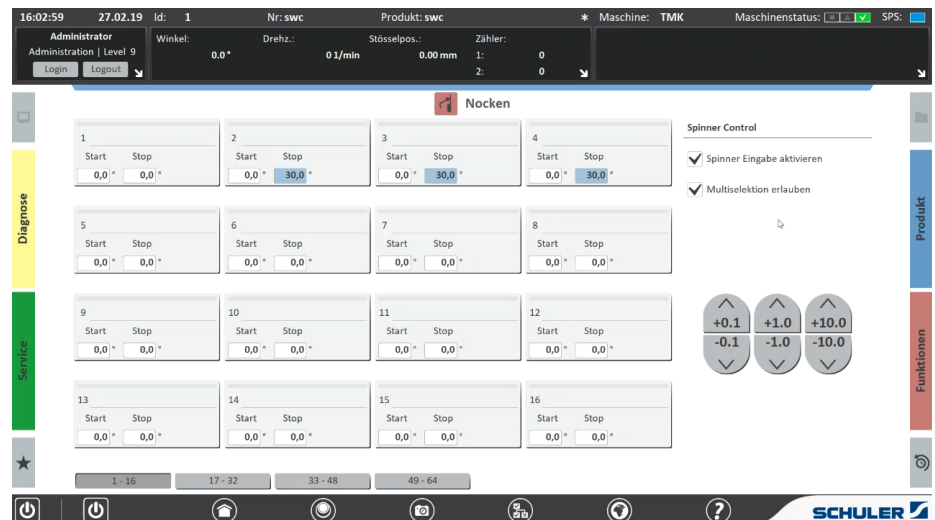 16:02:59 27.02.19 Id: 1 Nr: swc Produkt: swc * Maschine: TMK Maschinenstatus: SPS:
Administrator
Administration | Level 9
Login Logout
Winkel: Drehz.: Stösselpos.: Zähler:
0.0 ° 0 1/min 0.00 mm 1: 0
2: 0
Nocken
Diagnose
Service
1 2 3 4
Start Stop Start Stop Start Stop Start Stop
0,0 ° 0,0 ° 0,0 ° 30,0 ° 0,0 ° 30,0 ° 0,0 ° 30,0 °
5 6 7 8
Start Stop Start Stop Start Stop Start Stop
0,0 ° 0,0 ° 0,0 ° 0,0 ° 0,0 ° 0,0 ° 0,0 ° 0,0 °
9 10 11 12
Start Stop Start Stop Start Stop Start Stop
0,0 ° 0,0 ° 0,0 ° 0,0 ° 0,0 ° 0,0 ° 0,0 ° 0,0 °
13 14 15 16
Start Stop Start Stop Start Stop Start Stop
0,0 ° 0,0 ° 0,0 ° 0,0 ° 0,0 ° 0,0 ° 0,0 ° 0,0 °
Spinner Control
Spinner Eingabe aktivieren
Multiselektion erlauben
+0.1 +1.0 +10.0
-0.1 -1.0 -10.0
Produkt
Funktionen
1 - 16 17 - 32 33 - 48 49 - 64
SCHULER